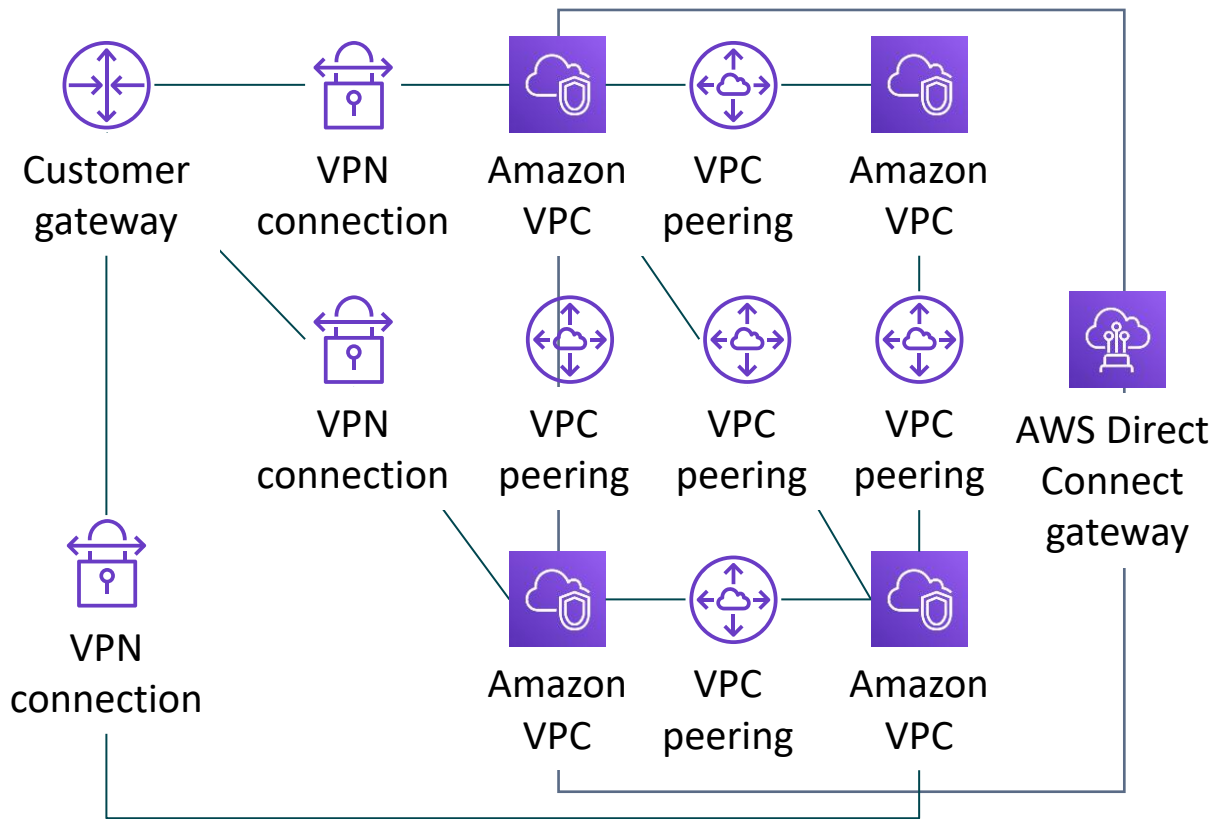 Customer
gateway
VPN
connection
Amazon
VPC
VPC
peering
Amazon
VPC
VPN
connection
VPC
peering
VPC
peering
VPC
peering
AWS Direct
Connect
gateway
VPN
connection
Amazon
VPC
VPC
peering
Amazon
VPC